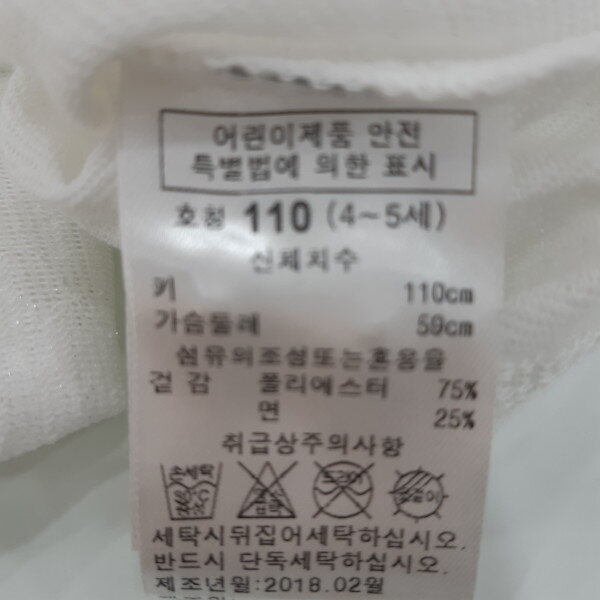 어린이제품 안전
특별법에 의한 표시
호칭 110 (4~5세)
신체치수
키 110cm
가슴둘레 59cm
섬유의조성또는혼용율
겉감 폴리에스터 75%
면 25%
취급상주의사항
손세탁
세탁시뒤집어세탁하십시오.
반드시 단독세탁하십시오.
제조년월:2018.02월